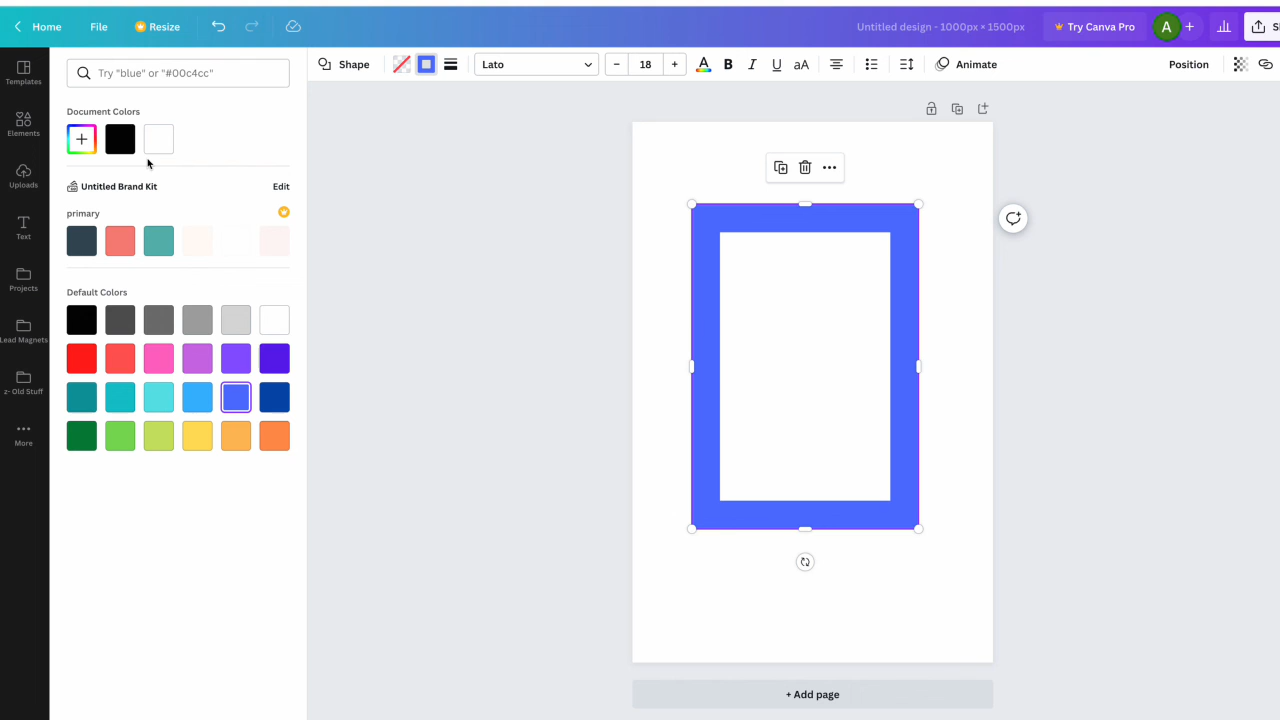 Home File Resize Untitled design - 1000px × 1500px Try Canva Pro A
Templates
Elements
Uploads
Text
Projects
Lead Magnets
z- Old Stuff
More
Try "blue" or "#00c4cc"
Document Colors
Untitled Brand Kit Edit
primary
Default Colors
Shape Lato – 18 + A B I U aA Animate Position
+ Add page